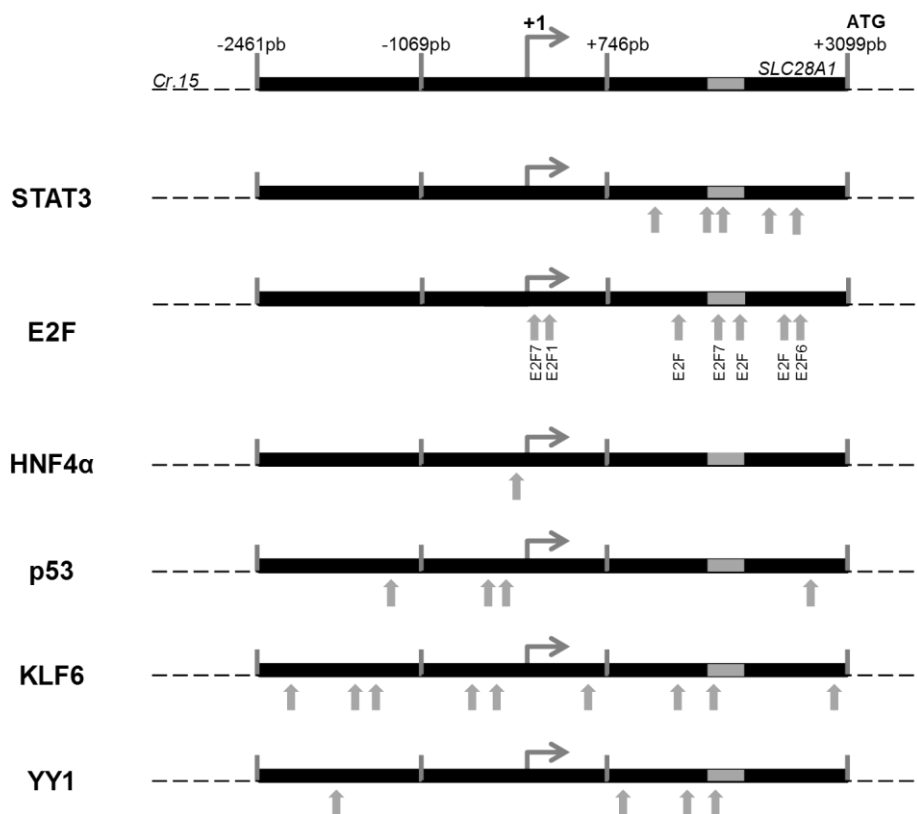 +1 ATG
-2461pb -1069pb +746pb +3099pb
Cr.15 SLC28A1
STAT3
E2F
E2F7 E2F1 E2F E2F7 E2F E2F E2F6
HNF4α
p53
KLF6
YY1